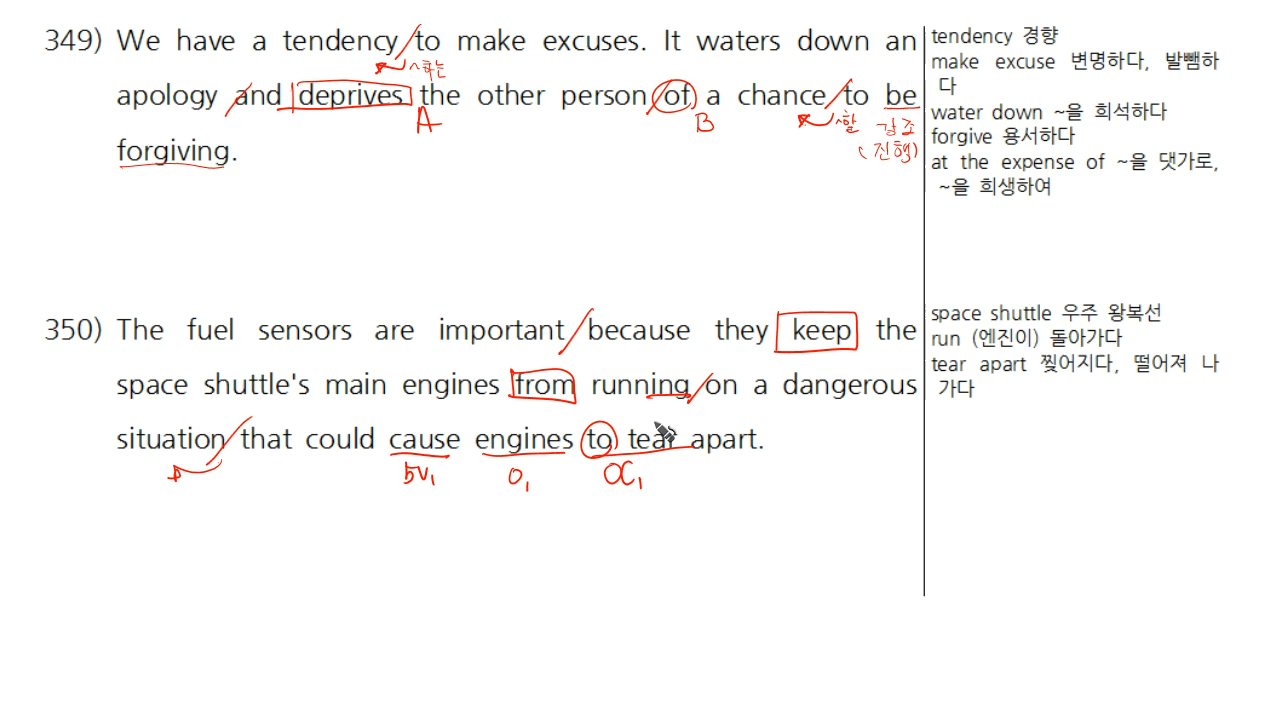 349) We have a tendency to make excuses. It waters down an
~하는
apology and deprives the other person of a chance to be
A
B
~할 강조
(진행)
forgiving.
tendency 경향
make excuse 변명하다, 발뺌하
다
water down ~을 희석하다
forgive 용서하다
at the expense of ~을 댓가로,
~을 희생하여
350) The fuel sensors are important because they keep the
space shuttle's main engines from running on a dangerous
situation that could cause engines to tear apart.
5V₁ O₁ OC₁
space shuttle 우주 왕복선
run (엔진이) 돌아가다
tear apart 찢어지다, 떨어져 나
가다